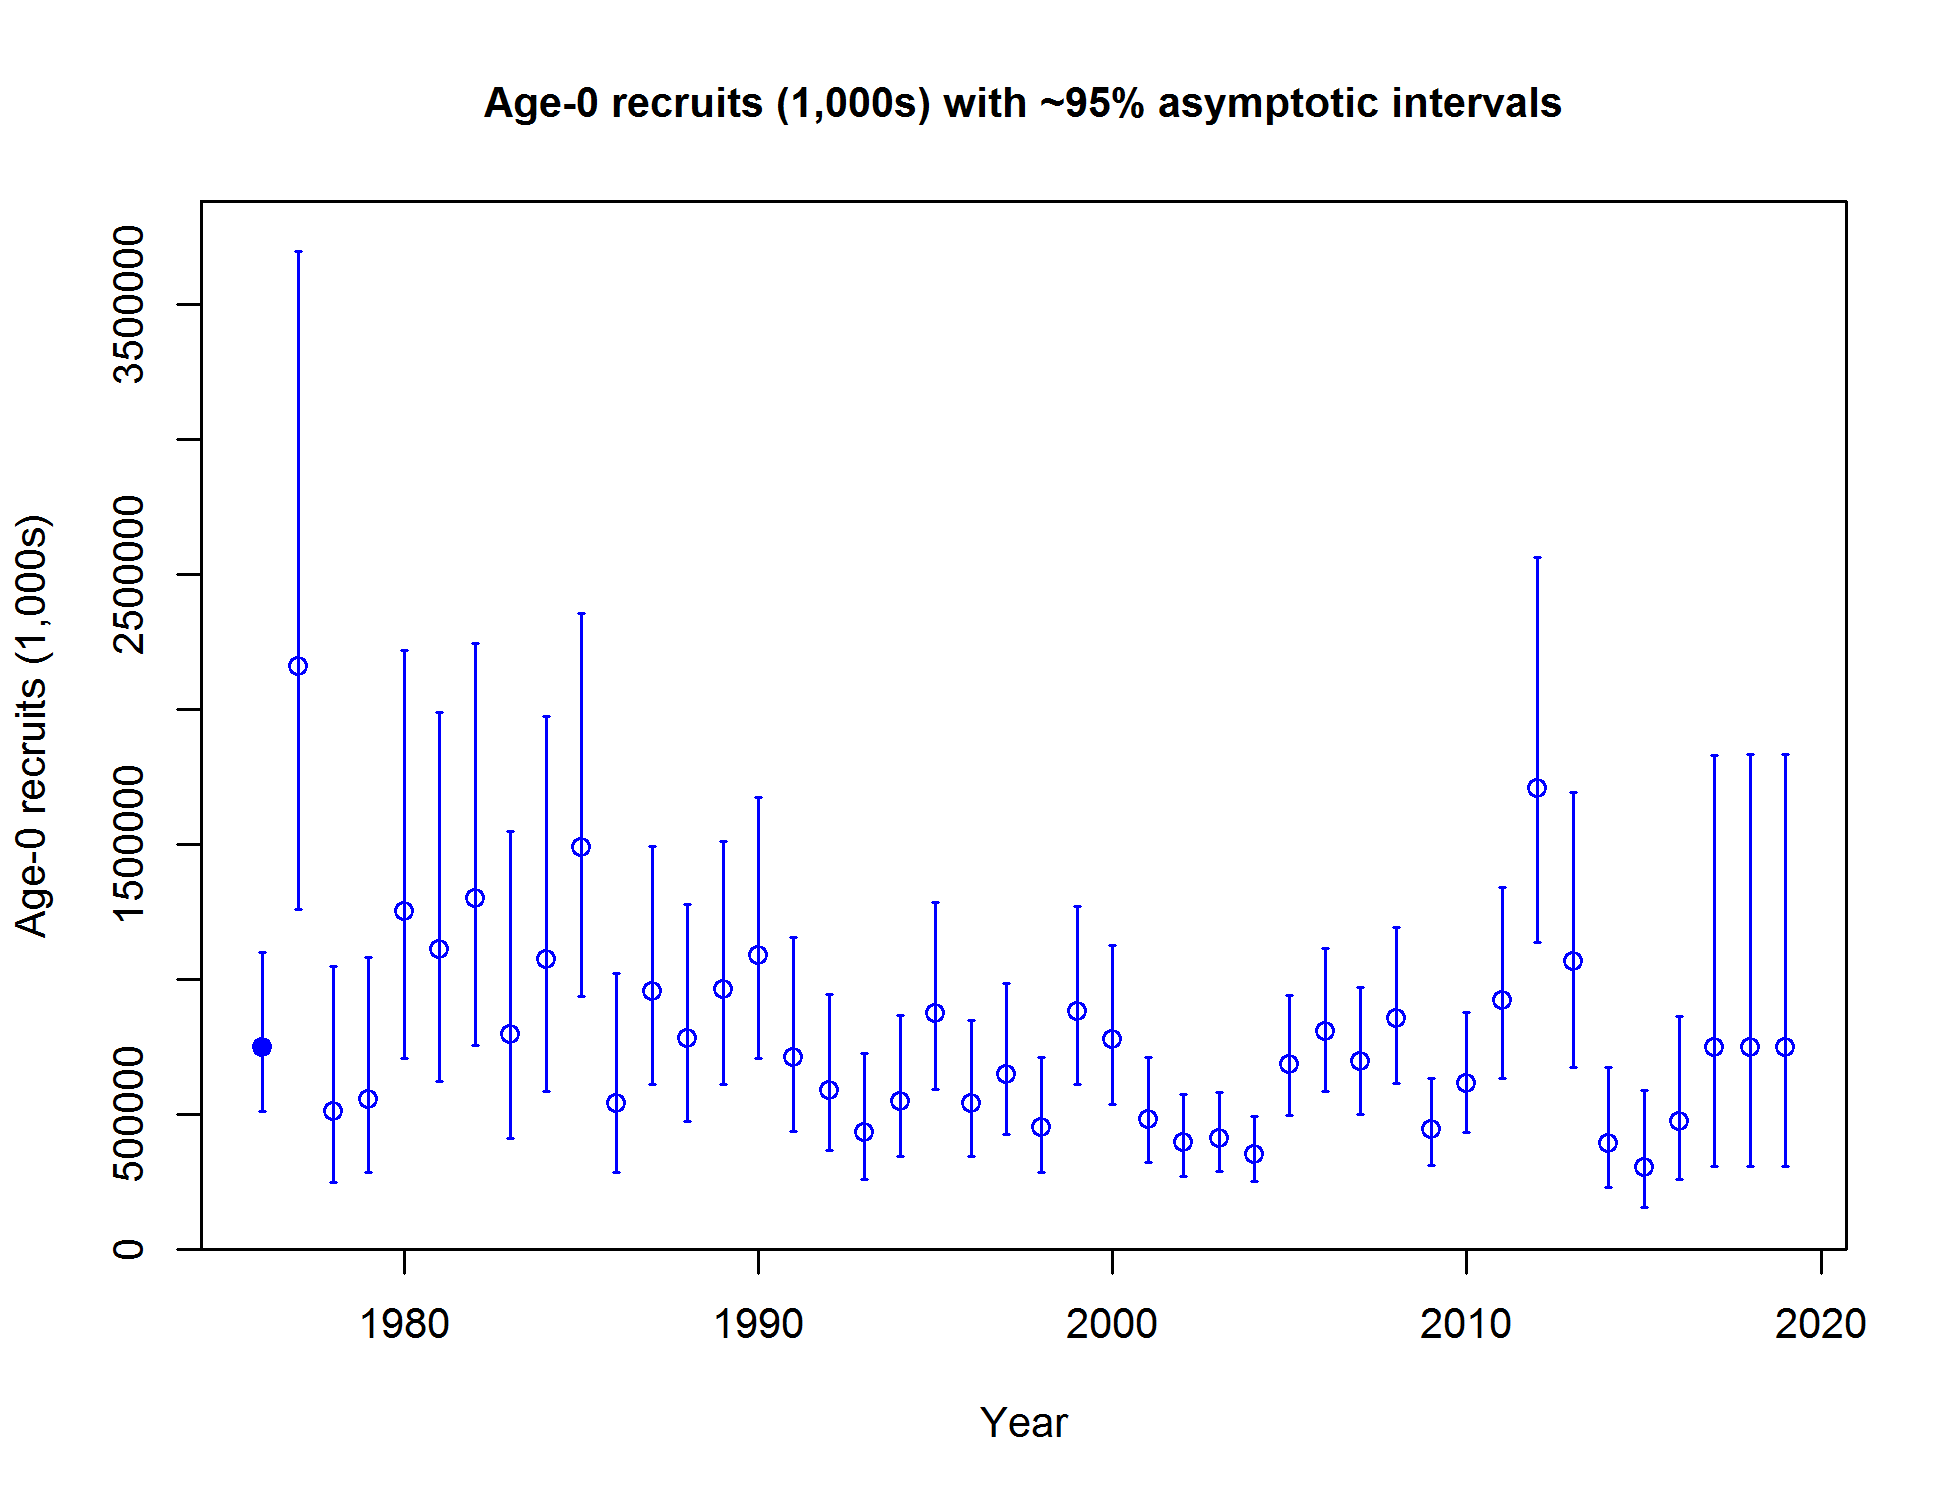 Age-0 recruits (1,000s) with ~95% asymptotic intervals
Age-0 recruits (1,000s)
3500000
2500000
1500000
500000
0
1980 1990 2000 2010 2020
Year